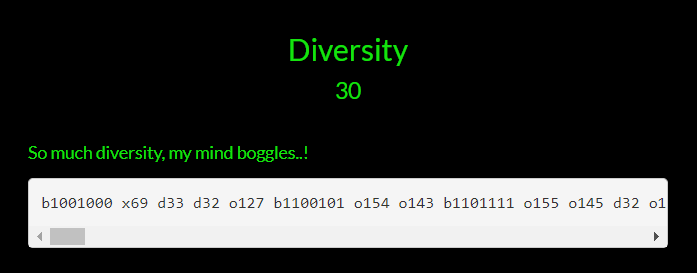 Diversity
30
So much diversity, my mind boggles..!
b1001000 x69 d33 d32 o127 b1100101 o154 o143 b1101111 o155 o145 d32 o1